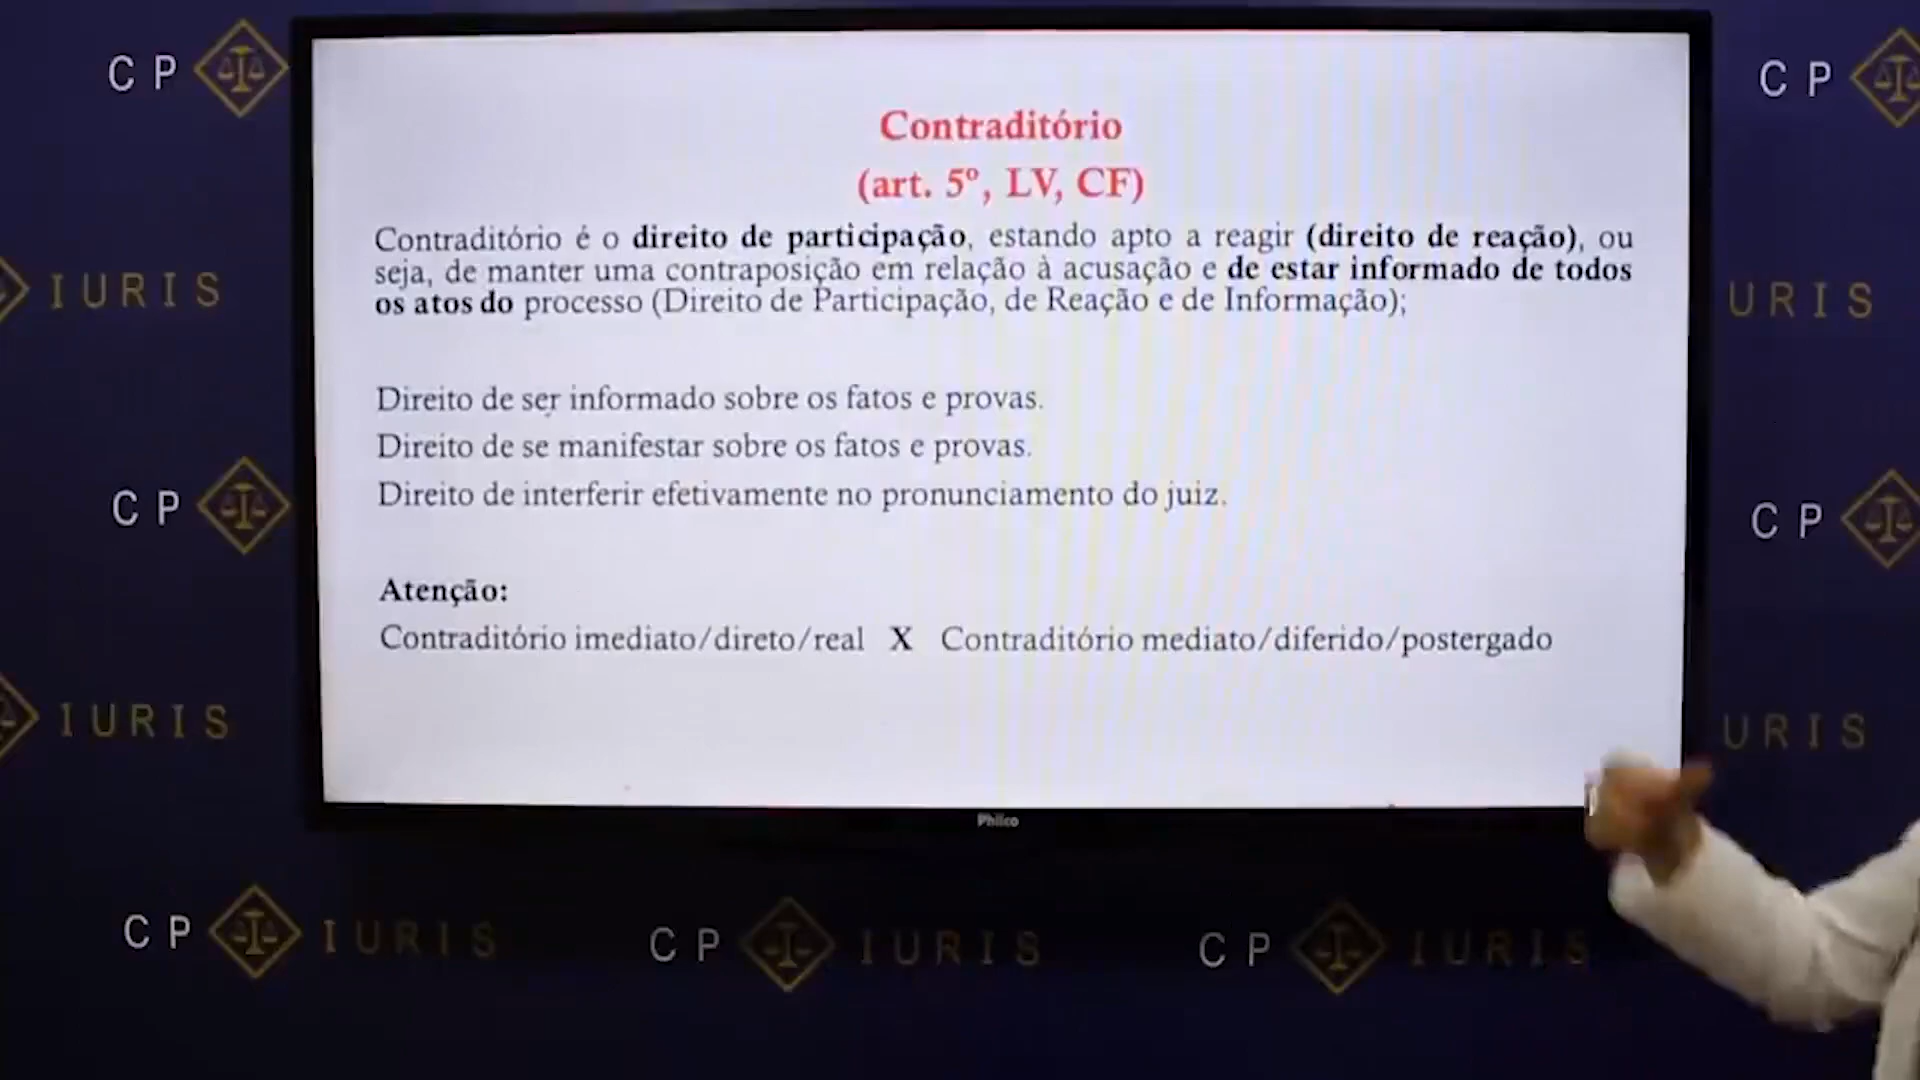 CP
CP
Contraditório
(art. 5º, LV, CF)
Contraditório é o direito de participação, estando apto a reagir (direito de reação), ou
seja, de manter uma contraposição em relação à acusação e de estar informado de todos
os atos do processo (Direito de Participação, de Reação e de Informação);
IURIS
URIS
Direito de ser informado sobre os fatos e provas.
Direito de se manifestar sobre os fatos e provas.
Direito de interferir efetivamente no pronunciamento do juiz.
CP
CP
Atenção:
Contraditório imediato/direto/real X Contraditório mediato/diferido/postergado
IURIS
URIS
Philco
CP IURIS
CP IURIS
CP IURIS